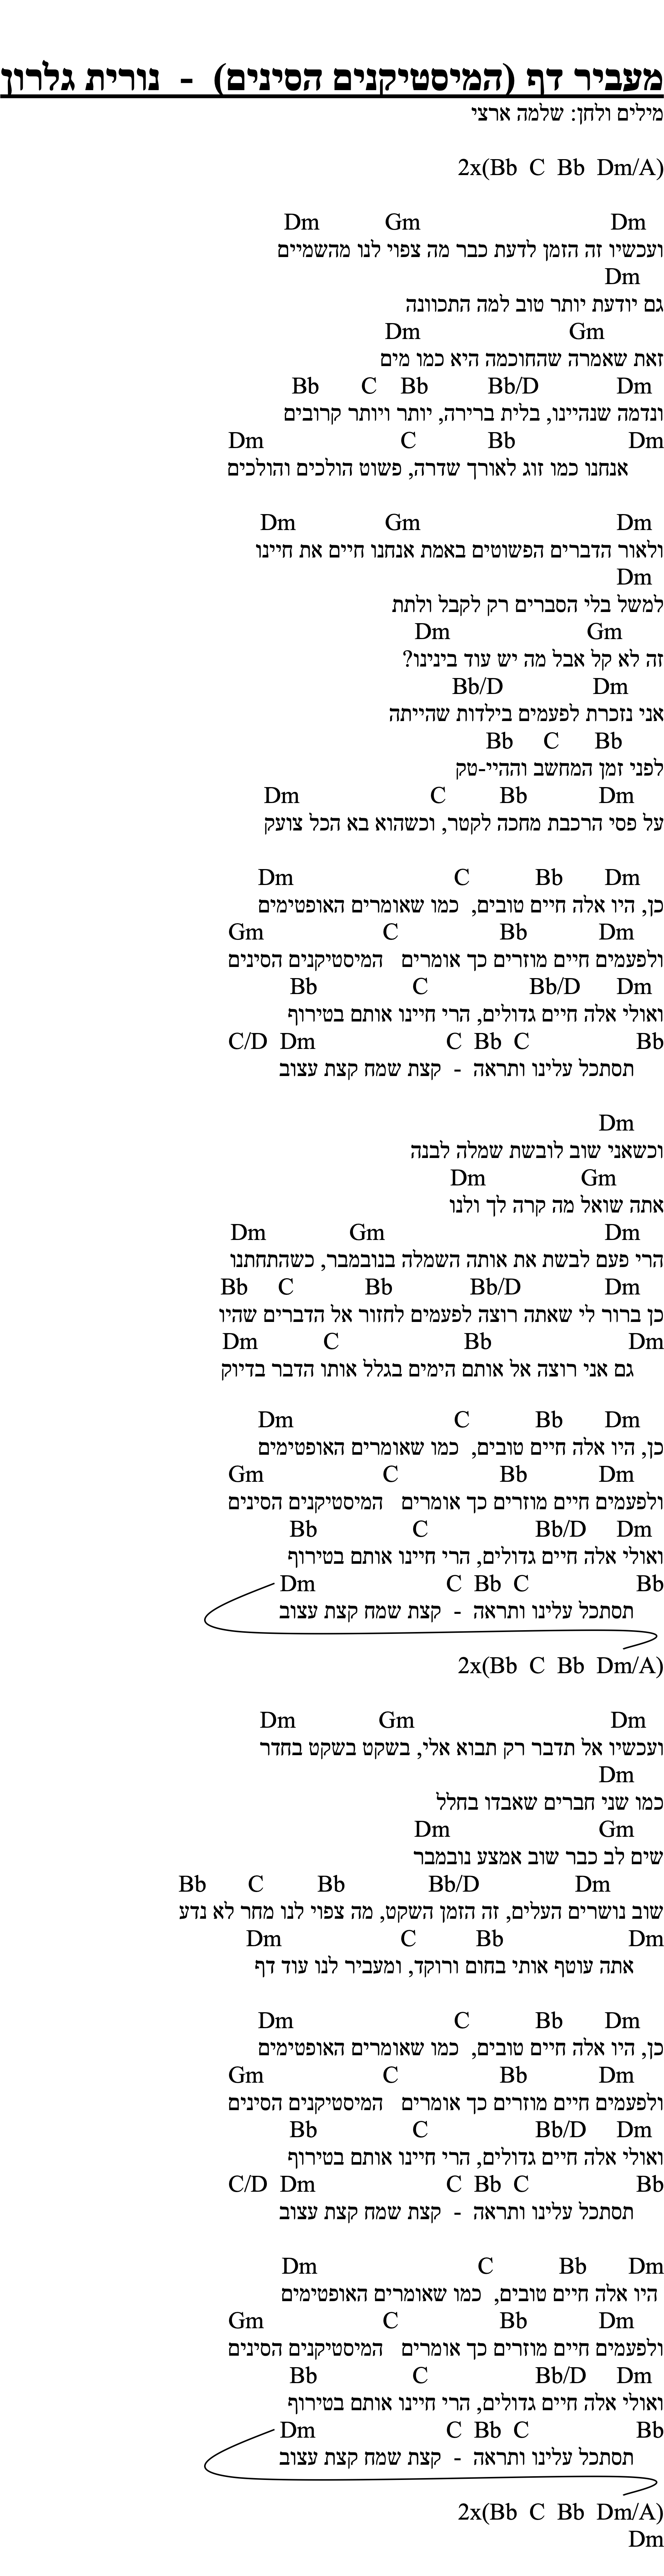 מעביר דף (המיסטיקנים הסינים) - נורית גלרון
מילים ולחן: שלמה ארצי
2x(Bb C Bb Dm/A)
Dm Gm Dm
ועכשיו זה הזמן לדעת כבר מה צפוי לנו מהשמיים
Dm
גם יודעת יותר טוב למה התכוונה
Dm Gm
זאת שאמרה שהחוכמה היא כמו מים
Bb C Bb Bb/D Dm
ונדמה שנהיינו, בלית ברירה, יותר ויותר קרובים
Dm C Bb Dm
אנחנו כמו זוג לאורך שדרה, פשוט הולכים והולכים
Dm Gm Dm
ולאור הדברים הפשוטים באמת אנחנו חיים את חיינו
Dm
למשל בלי הסברים רק לקבל ולתת
Dm Gm
זה לא קל אבל מה יש עוד בינינו?
Bb/D Dm
אני נזכרת לפעמים בילדות שהייתה
Bb C Bb
לפני זמן המחשב וההיי-טק
Dm C Bb Dm
על פסי הרכבת מחכה לקטר, וכשהוא בא הכל צועק
Dm C Bb Dm
כן, היו אלה חיים טובים, כמו שאומרים האופטימים
Gm C Bb Dm
ולפעמים חיים מוזרים כך אומרים המיסטיקנים הסינים
Bb C Bb/D Dm
ואולי אלה חיים גדולים, הרי חיינו אותם בטירוף
C/D Dm C Bb C Bb
תסתכל עלינו ותראה - קצת שמח קצת עצוב
Dm
וכשאני שוב לובשת שמלה לבנה
Dm Gm
אתה שואל מה קרה לך ולנו
Dm Gm Dm
הרי פעם לבשת את אותה השמלה בנובמבר, כשהתחתנו
Bb C Bb Bb/D Dm
כן ברור לי שאתה רוצה לפעמים לחזור אל הדברים שהיו
Dm C Bb Dm
גם אני רוצה אל אותם הימים בגלל אותו הדבר בדיוק
Dm C Bb Dm
כן, היו אלה חיים טובים, כמו שאומרים האופטימים
Gm C Bb Dm
ולפעמים חיים מוזרים כך אומרים המיסטיקנים הסינים
Bb C Bb/D Dm
ואולי אלה חיים גדולים, הרי חיינו אותם בטירוף
Dm C Bb C Bb
תסתכל עלינו ותראה - קצת שמח קצת עצוב
2x(Bb C Bb Dm/A)
Dm Gm Dm
ועכשיו אל תדבר רק תבוא אלי, בשקט בשקט בחדר
Dm
כמו שני חברים שאבדו בחלל
Dm Gm
שים לב כבר שוב אמצע נובמבר
Bb C Bb Bb/D Dm
שוב נושרים העלים, זה הזמן השקט, מה צפוי לנו מחר לא נדע
Dm C Bb Dm
אתה עוטף אותי בחום ורוקד, ומעביר לנו עוד דף
Dm C Bb Dm
כן, היו אלה חיים טובים, כמו שאומרים האופטימים
Gm C Bb Dm
ולפעמים חיים מוזרים כך אומרים המיסטיקנים הסינים
Bb C Bb/D Dm
ואולי אלה חיים גדולים, הרי חיינו אותם בטירוף
C/D Dm C Bb C Bb
תסתכל עלינו ותראה - קצת שמח קצת עצוב
Dm C Bb Dm
היו אלה חיים טובים, כמו שאומרים האופטימים
Gm C Bb Dm
ולפעמים חיים מוזרים כך אומרים המיסטיקנים הסינים
Bb C Bb/D Dm
ואולי אלה חיים גדולים, הרי חיינו אותם בטירוף
Dm C Bb C Bb
תסתכל עלינו ותראה - קצת שמח קצת עצוב
2x(Bb C Bb Dm/A)
Dm